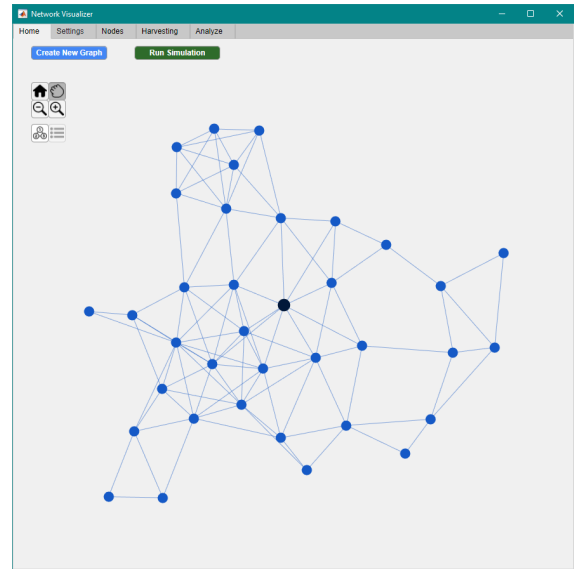 Network Visualizer
Home Settings Nodes Harvesting Analyze
Create New Graph Run Simulation